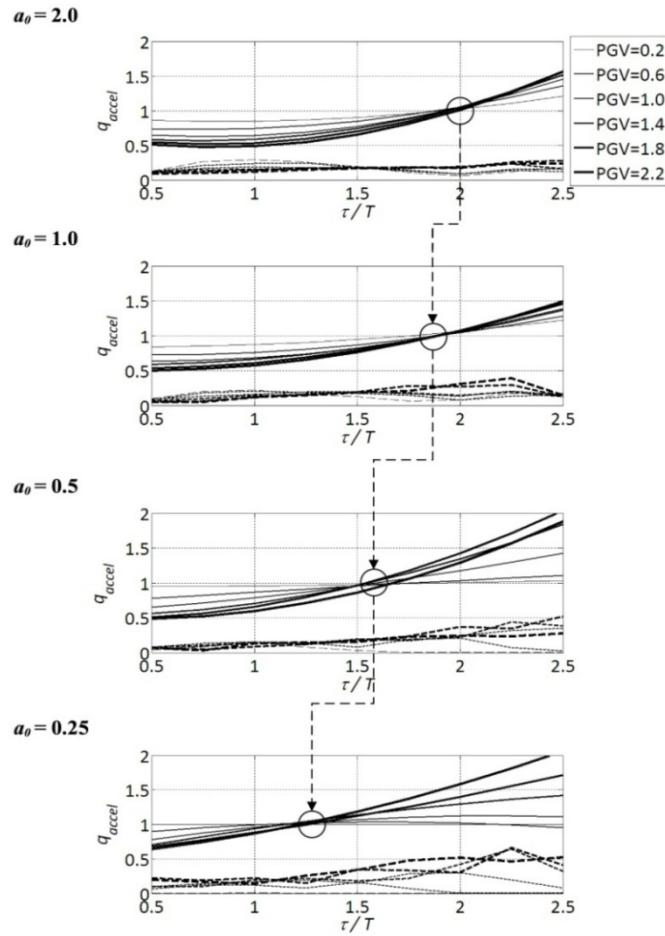 a₀ = 2.0
2
1.5
1
0.5
0
q_accel
0.5 1 1.5 2 2.5
τ/T
PGV=0.2
PGV=0.6
PGV=1.0
PGV=1.4
PGV=1.8
PGV=2.2
a₀ = 1.0
2
1.5
1
0.5
0
q_accel
0.5 1 1.5 2 2.5
τ/T
a₀ = 0.5
2
1.5
1
0.5
0
q_accel
0.5 1 1.5 2 2.5
τ/T
a₀ = 0.25
2
1.5
1
0.5
0
q_accel
0.5 1 1.5 2 2.5
τ/T